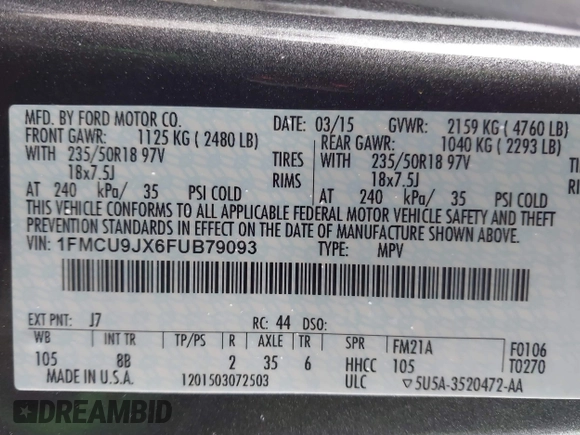 MFD. BY FORD MOTOR CO. DATE: 03/15 GVWR: 2159 KG ( 4760 LB)
FRONT GAWR: 1125 KG ( 2480 LB) REAR GAWR: 1040 KG ( 2293 LB)
WITH 235/50R18 97V TIRES WITH 235/50R18 97V
18x7.5J RIMS 18x7.5J
AT 240 kPa/ 35 PSI COLD AT 240 kPa/ 35 PSI COLD
THIS VEHICLE CONFORMS TO ALL APPLICABLE FEDERAL MOTOR VEHICLE SAFETY AND THEFT
PREVENTION STANDARDS IN EFFECT ON THE DATE OF MANUFACTURE SHOWN ABOVE.
VIN: 1FMCU9JX6FUB79093 TYPE: MPV
EXT PNT: J7 RC: 44 DSO:
WB INT TR TP/PS R AXLE TR SPR FM21A F0106
105 8B 2 35 6 HHCC 105 T0270
MADE IN U.S.A. 1201503072503 ULC ▽5U5A-3520472-AA
DREAMBID